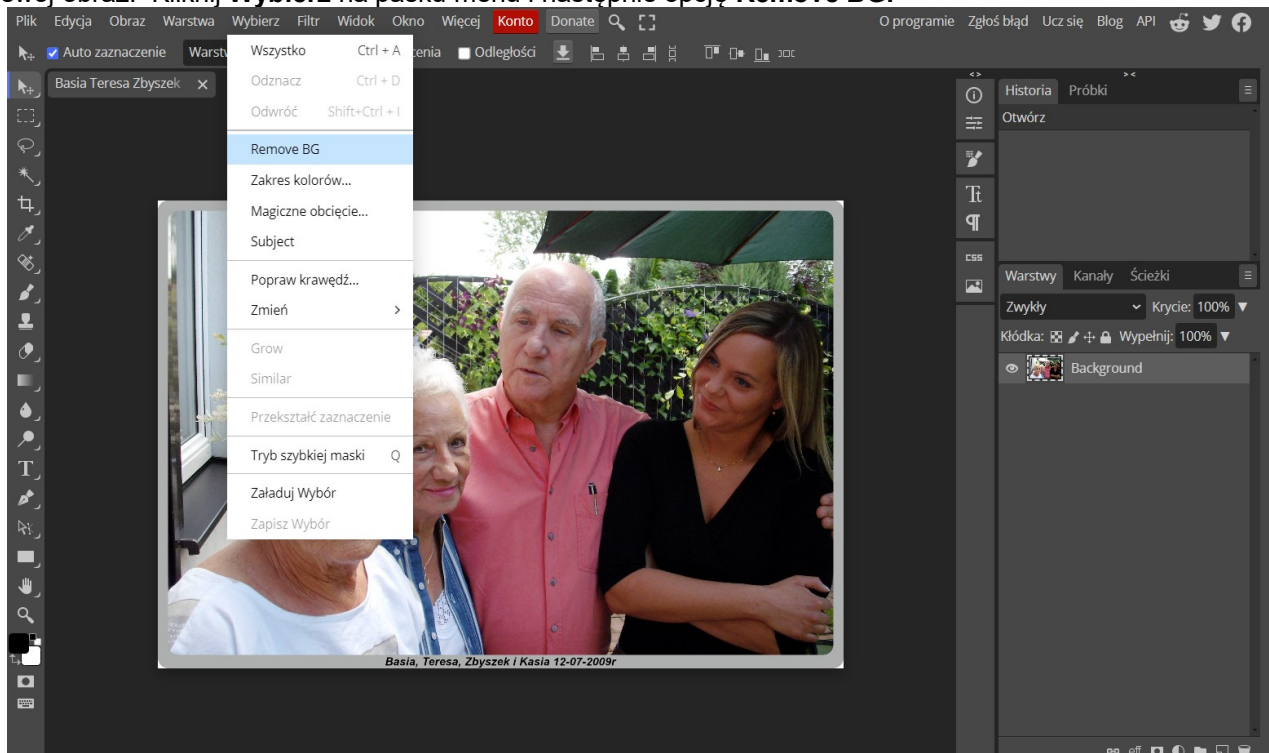 swój obraz. Kliknij Wybierz na pasku menu i następnie opcję Remove BG.
Plik Edycja Obraz Warstwa Wybierz Filtr Widok Okno Więcej Konto Donate O programie Zgłoś błąd Ucz się Blog API
Auto zaznaczenie Odległości
Basia Teresa Zbyszek
Wszystko Ctrl + A
Odznacz Ctrl + D
Odwróć Shift+Ctrl + I
Remove BG
Zakres kolorów...
Magiczne obcięcie...
Subject
Popraw krawędź...
Zmień
Grow
Similar
Przekształć zaznaczenie
Tryb szybkiej maski Q
Załaduj Wybór
Zapisz Wybór
Basia, Teresa, Zbyszek i Kasia 12-07-2009r
CSS
Historia Próbki
Otwórz
Warstwy Kanały Ścieżki
Zwykły Krycie: 100%
Kłódka: Wypełnij: 100%
Background
eff